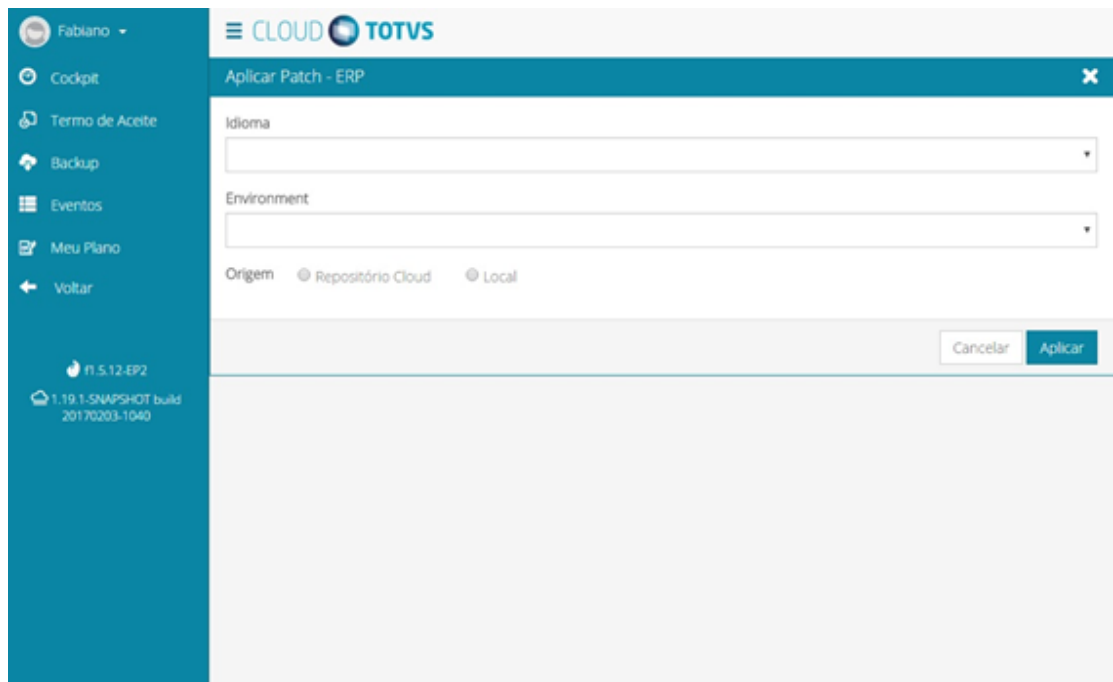 Fabiano
CLOUD TOTVS
Cockpit
Termo de Aceite
Backup
Eventos
Meu Plano
Voltar
f1.5.12-EP2
1.19.1-SNAPSHOT build
20170203-1040
Aplicar Patch - ERP
Idioma
Environment
Origem Repositório Cloud Local
Cancelar Aplicar